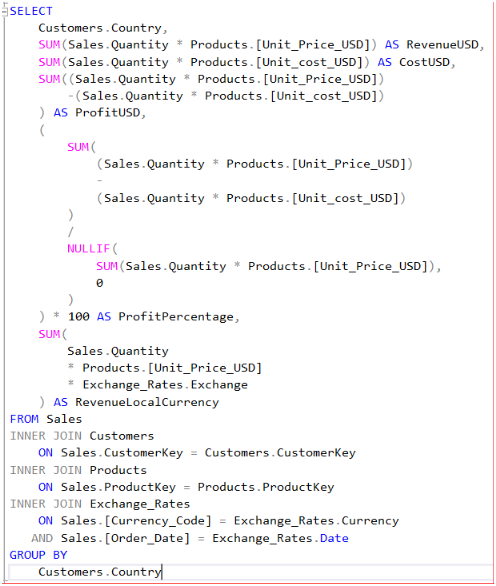 SELECT
    Customers.Country,
    SUM(Sales.Quantity * Products.[Unit_Price_USD]) AS RevenueUSD,
    SUM(Sales.Quantity * Products.[Unit_cost_USD]) AS CostUSD,
    SUM((Sales.Quantity * Products.[Unit_Price_USD])
        -(Sales.Quantity * Products.[Unit_cost_USD])
    ) AS ProfitUSD,
    (
        SUM(
            (Sales.Quantity * Products.[Unit_Price_USD])
            -
            (Sales.Quantity * Products.[Unit_cost_USD])
        )
        /
        NULLIF(
            SUM(Sales.Quantity * Products.[Unit_Price_USD]),
            0
        )
    ) * 100 AS ProfitPercentage,
    SUM(
        Sales.Quantity
        * Products.[Unit_Price_USD]
        * Exchange_Rates.Exchange
    ) AS RevenueLocalCurrency
FROM Sales
INNER JOIN Customers
    ON Sales.CustomerKey = Customers.CustomerKey
INNER JOIN Products
    ON Sales.ProductKey = Products.ProductKey
INNER JOIN Exchange_Rates
    ON Sales.[Currency_Code] = Exchange_Rates.Currency
   AND Sales.[Order_Date] = Exchange_Rates.Date
GROUP BY
    Customers.Country